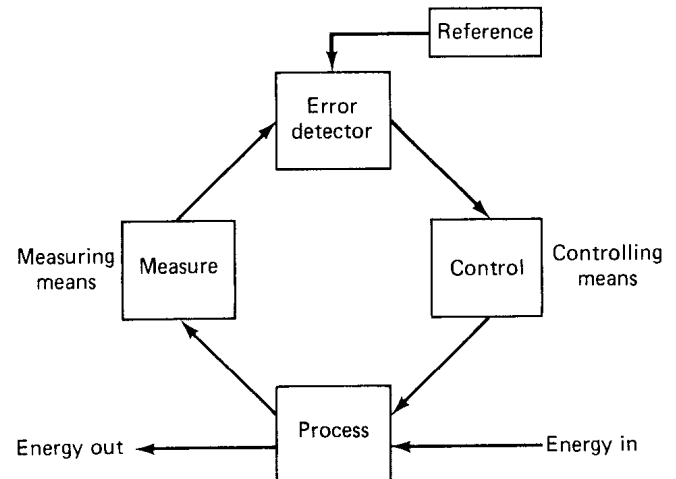 Reference
Error
detector
Measuring
means
Measure
Control
Controlling
means
Process
Energy out
Energy in